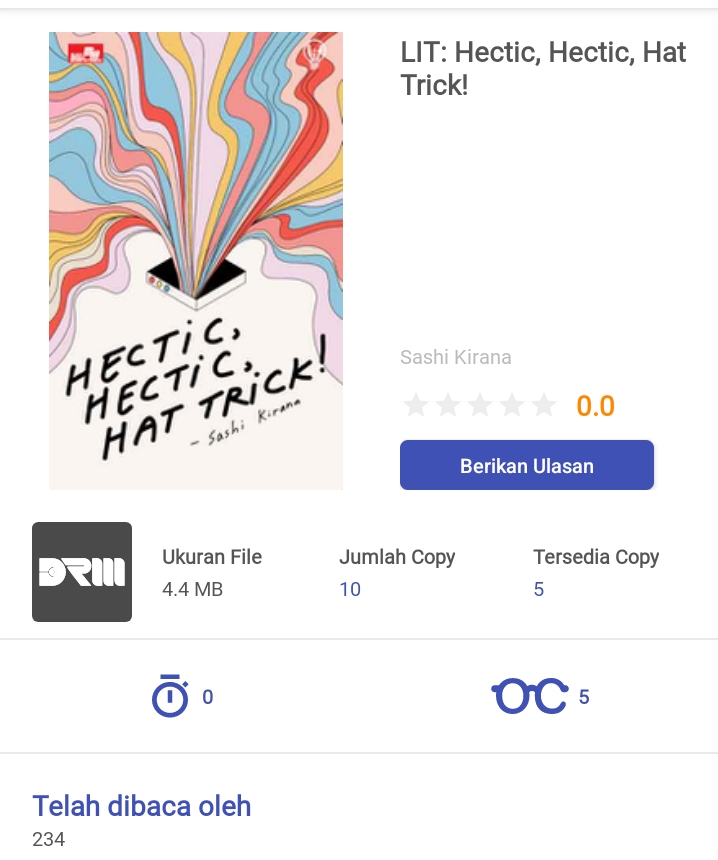 LIT: Hectic, Hectic, Hat
Trick!
HECTiC,
HECTiC,
HAT TRiCK!
- Sashi Kirana
Sashi Kirana
0.0
Berikan Ulasan
DRM
Ukuran File
Jumlah Copy
Tersedia Copy
4.4 MB
10
5
0
5
Telah dibaca oleh
234